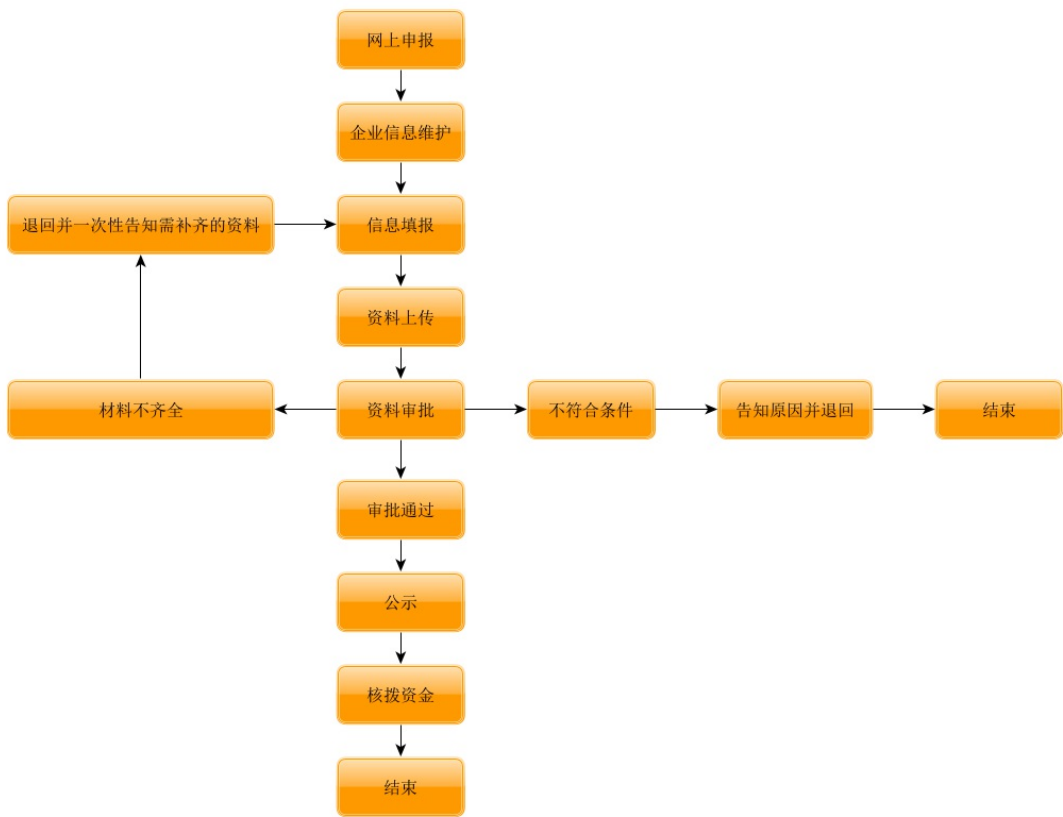 网上申报
企业信息维护
退回并一次性告知需补齐的资料
信息填报
资料上传
材料不齐全
资料审批
不符合条件
告知原因并退回
结束
审批通过
公示
核拨资金
结束